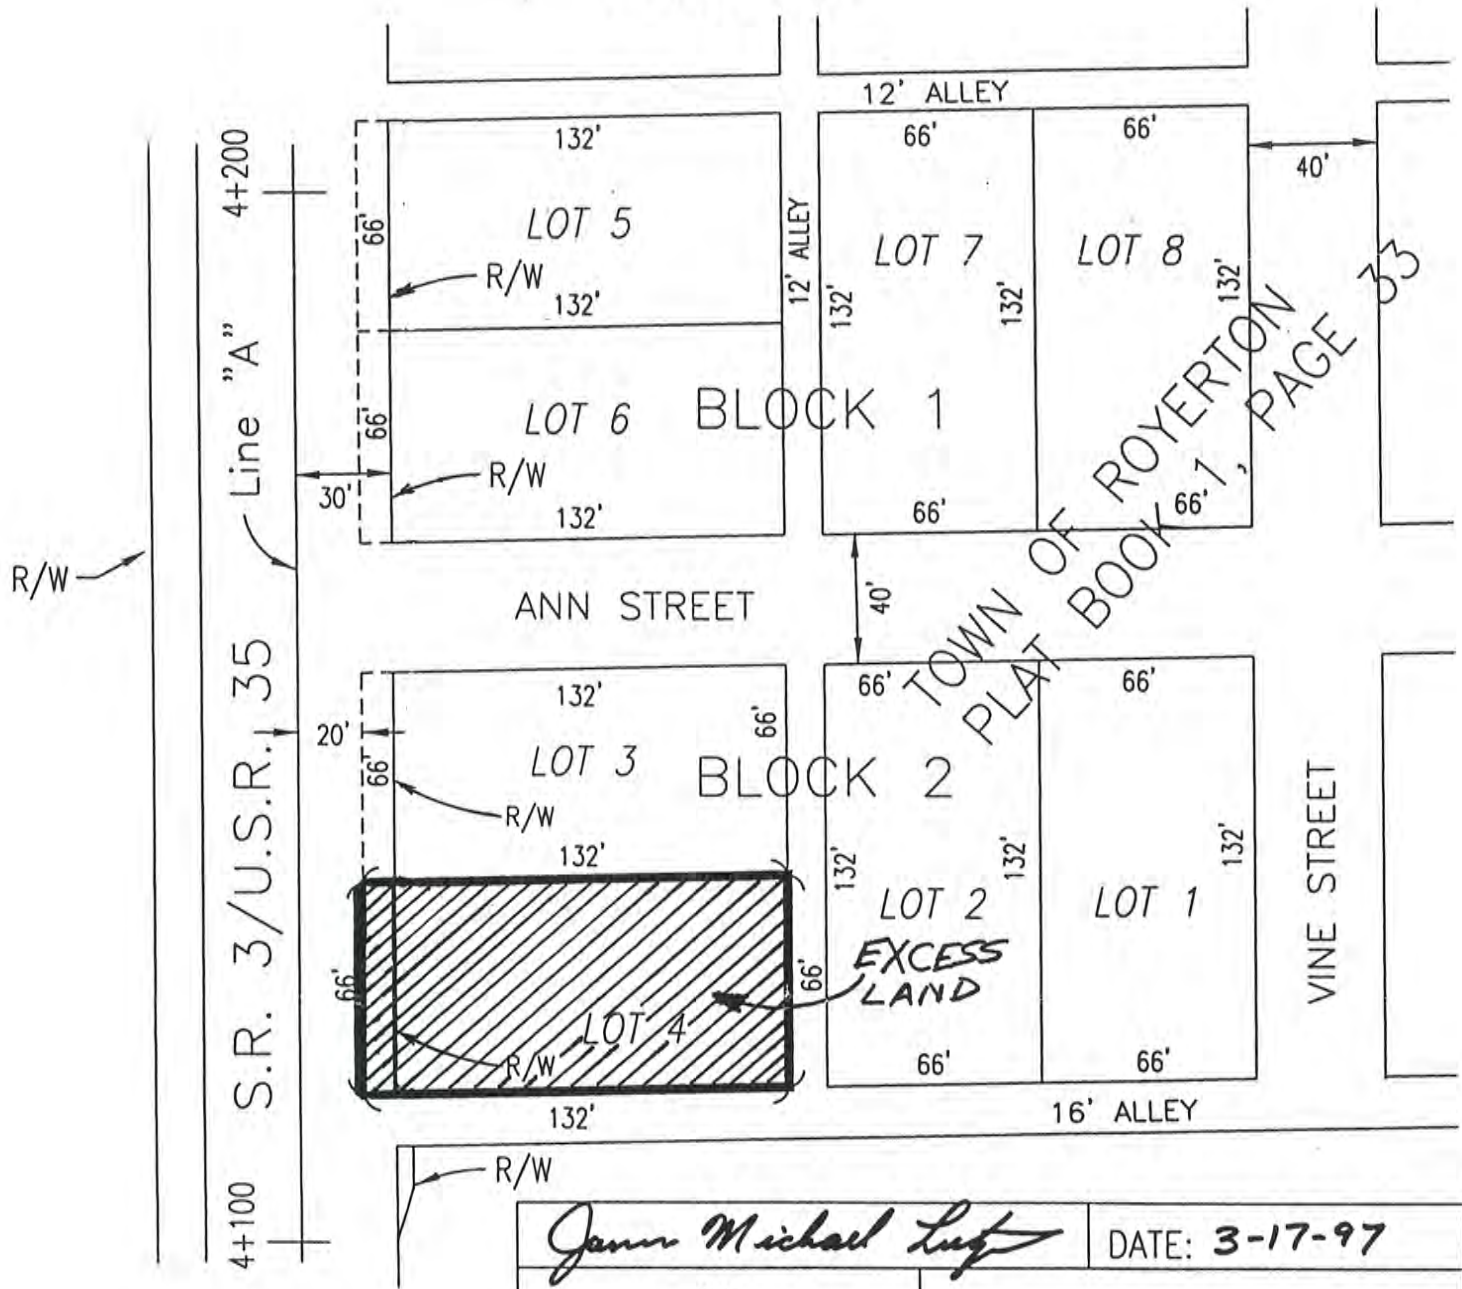 12' ALLEY
132'
66'
66'
40'
4+200
66'
LOT 5
12' ALLEY
LOT 7
LOT 8
R/W
132'
132'
132'
132'
Line "A"
66'
LOT 6
BLOCK 1
R/W
30'
132'
66'
66'
TOWN OF ROYERTON
PLAT BOOK 1, PAGE 33
R/W
ANN STREET
40'
S.R. 3/U.S.R. 35
132'
66'
66'
20'
66'
LOT 3
66'
BLOCK 2
R/W
132'
132'
132'
132'
VINE STREET
LOT 2
LOT 1
EXCESS
LAND
66'
LOT 4
66'
R/W
66'
66'
132'
16' ALLEY
R/W
4+100
Michael
DATE: 3-17-97